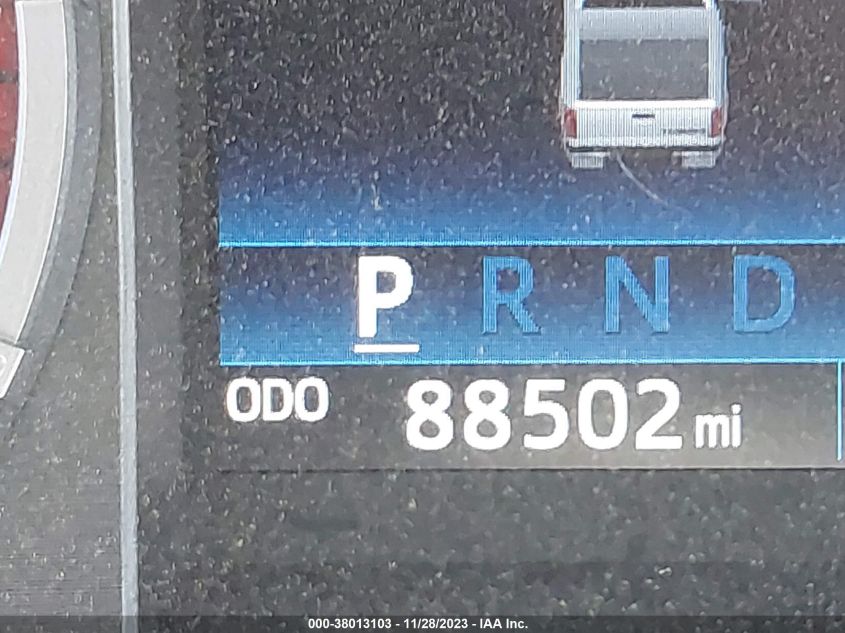 P R N D
ODO 88502 mi
000-38013103 - 11/28/2023 - IAA Inc.